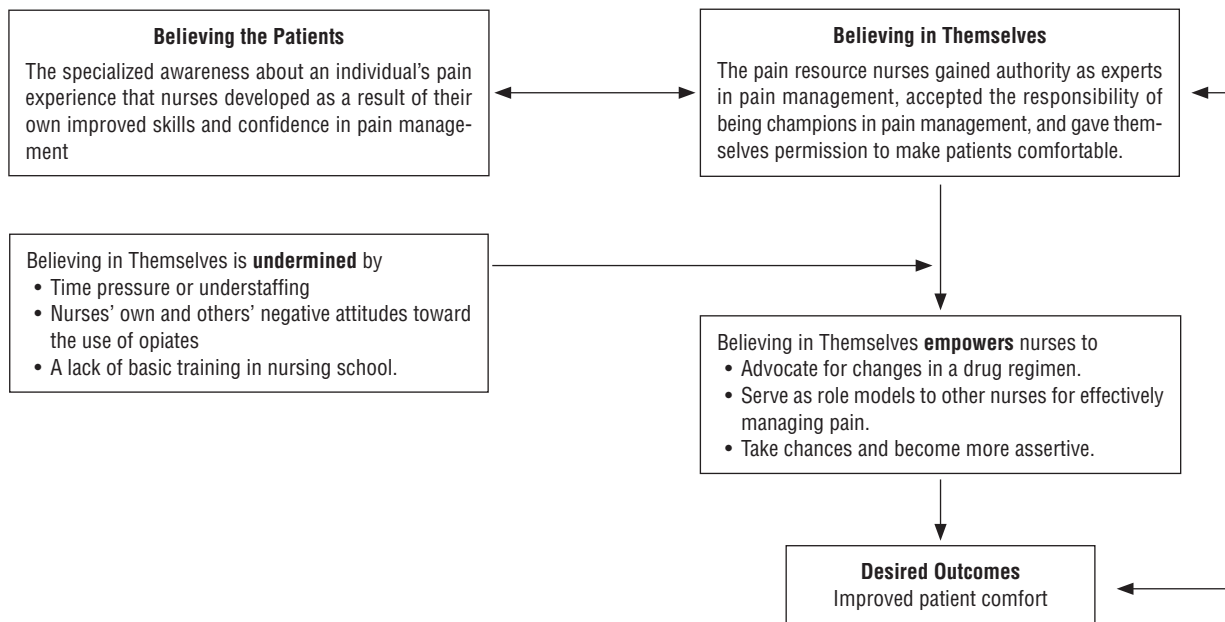 Believing the Patients
The specialized awareness about an individual’s pain
experience that nurses developed as a result of their
own improved skills and confidence in pain manage-
ment
Believing in Themselves
The pain resource nurses gained authority as experts
in pain management, accepted the responsibility of
being champions in pain management, and gave them-
selves permission to make patients comfortable.
Believing in Themselves is undermined by
• Time pressure or understaffing
• Nurses’ own and others’ negative attitudes toward
the use of opiates
• A lack of basic training in nursing school.
Believing in Themselves empowers nurses to
• Advocate for changes in a drug regimen.
• Serve as role models to other nurses for effectively
managing pain.
• Take chances and become more assertive.
Desired Outcomes
Improved patient comfort